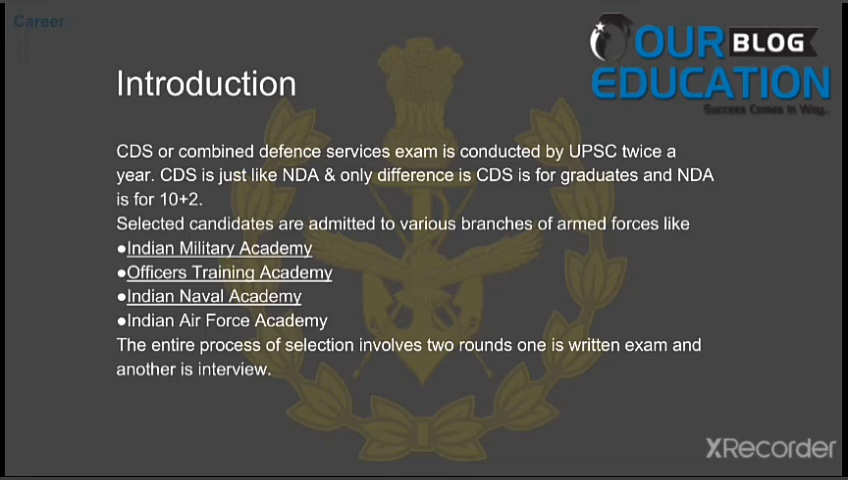 Career:
OUR BLOG
EDUCATION
Success Comes In Way..
Introduction
CDS or combined defence services exam is conducted by UPSC twice a
year. CDS is just like NDA & only difference is CDS is for graduates and NDA
is for 10+2.
Selected candidates are admitted to various branches of armed forces like
●Indian Military Academy
●Officers Training Academy
●Indian Naval Academy
●Indian Air Force Academy
The entire process of selection involves two rounds one is written exam and
another is interview.
XRecorder